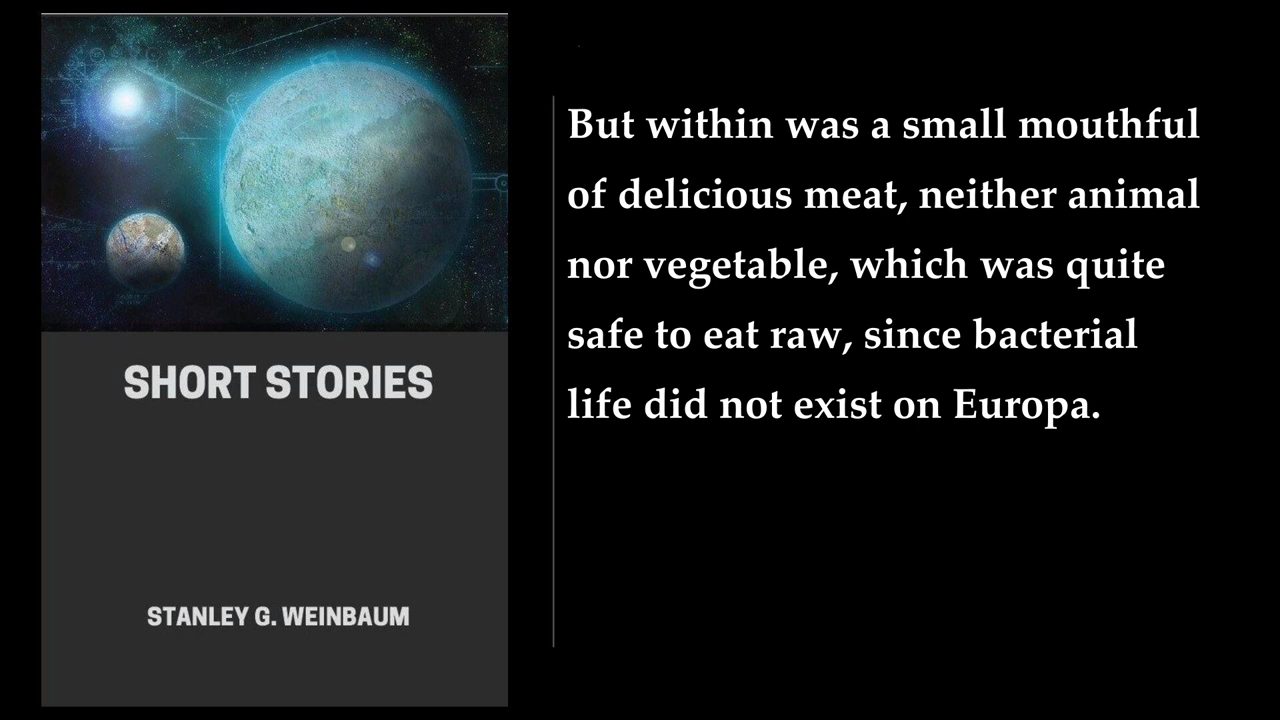 SHORT STORIES
STANLEY G. WEINBAUM
But within was a small mouthful
of delicious meat, neither animal
nor vegetable, which was quite
safe to eat raw, since bacterial
life did not exist on Europa.